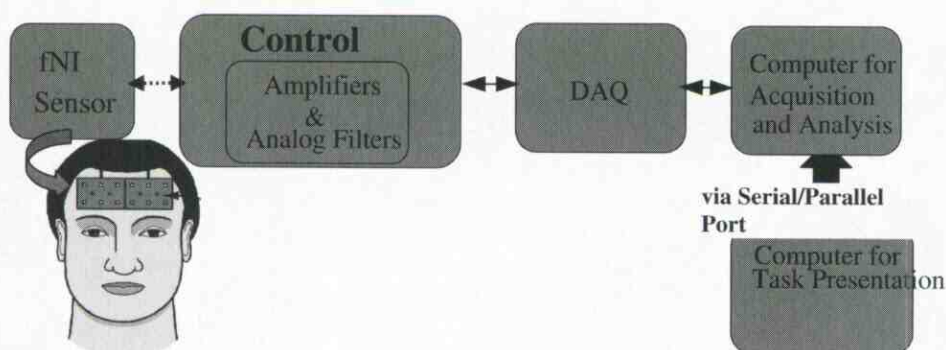 fNI
Sensor
Control
Amplifiers
&
Analog Filters
DAQ
Computer for
Acquisition
and Analysis
via Serial/Parallel
Port
Computer for
Task Presentation